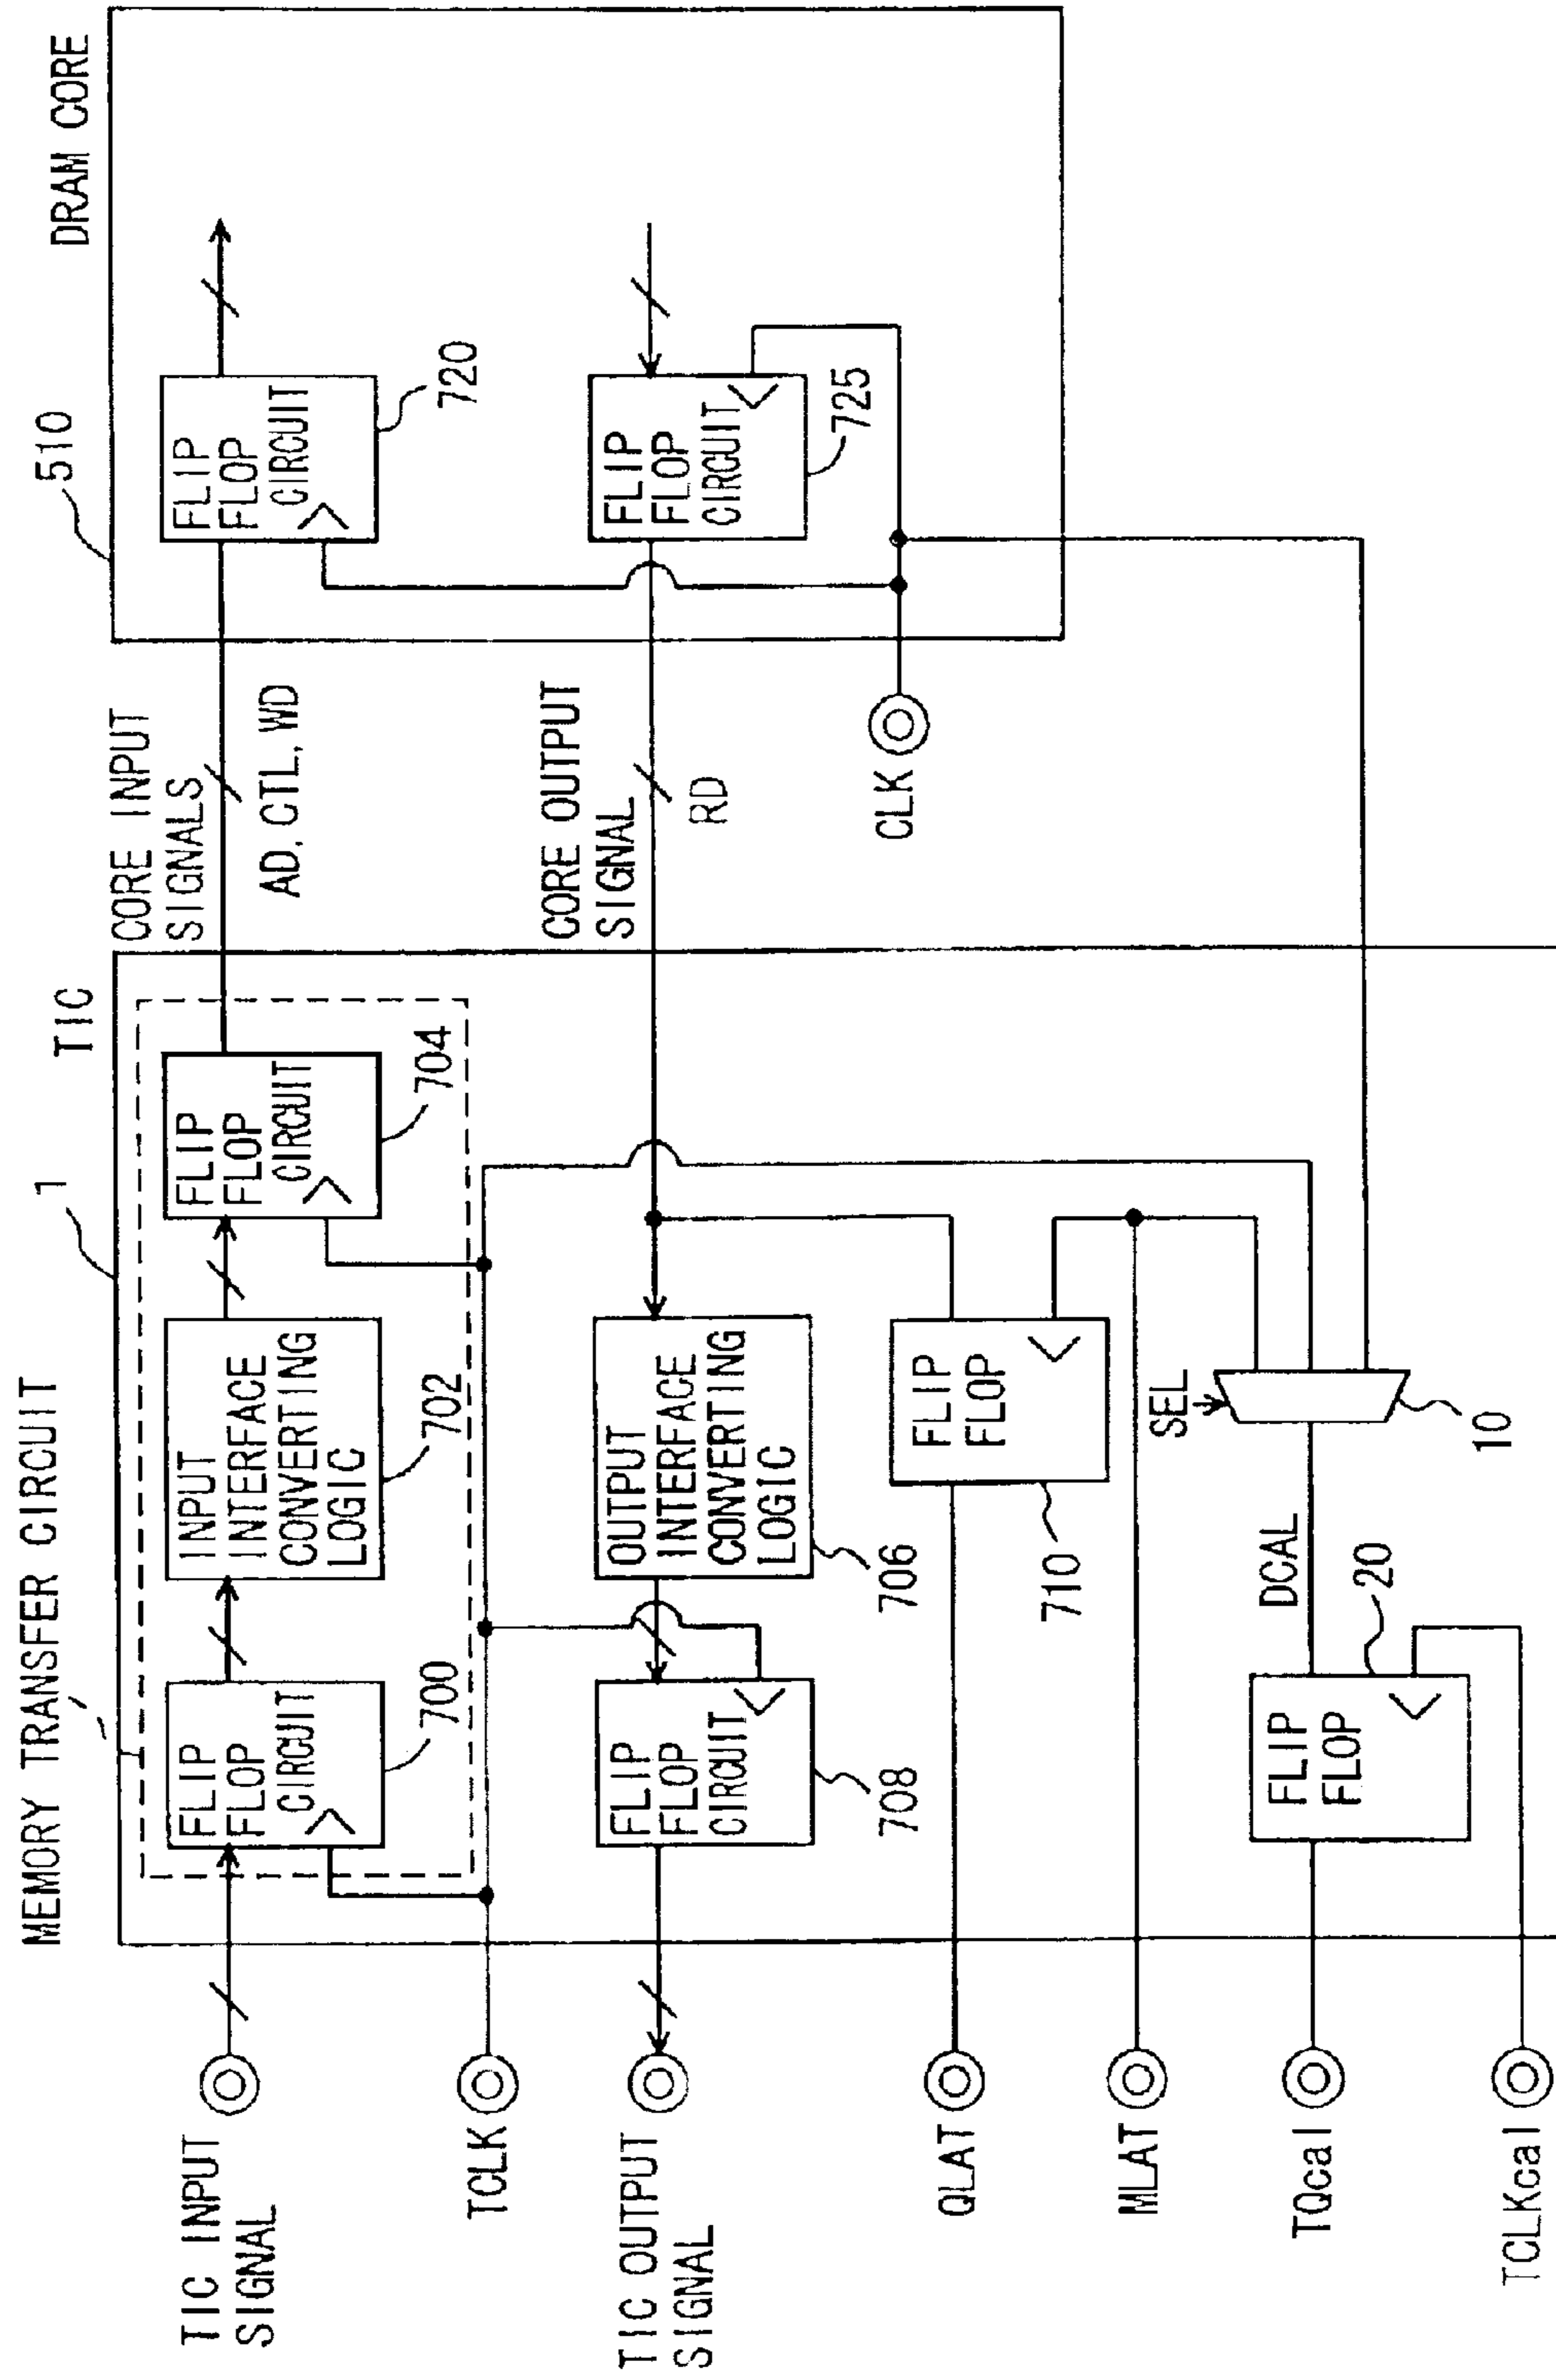 MEMORY TRANSFER CIRCUIT
1
TIC
510
DRAM CORE
TIC INPUT
SIGNAL
FLIP
FLOP
CIRCUIT
700
INPUT
INTERFACE
CONVERTING
LOGIC
702
FLIP
FLOP
CIRCUIT
704
CORE INPUT
SIGNALS
AD, CTL, WD
FLIP
FLOP
CIRCUIT
720
TCLK
TIC OUTPUT
SIGNAL
FLIP
FLOP
CIRCUIT
708
OUTPUT
INTERFACE
CONVERTING
LOGIC
706
CORE OUTPUT
SIGNAL
RD
FLIP
FLOP
CIRCUIT
725
CLK
QLAT
FLIP
FLOP
710
MLAT
SEL
10
TQcal
FLIP
FLOP
20
DCAL
TCLKcal